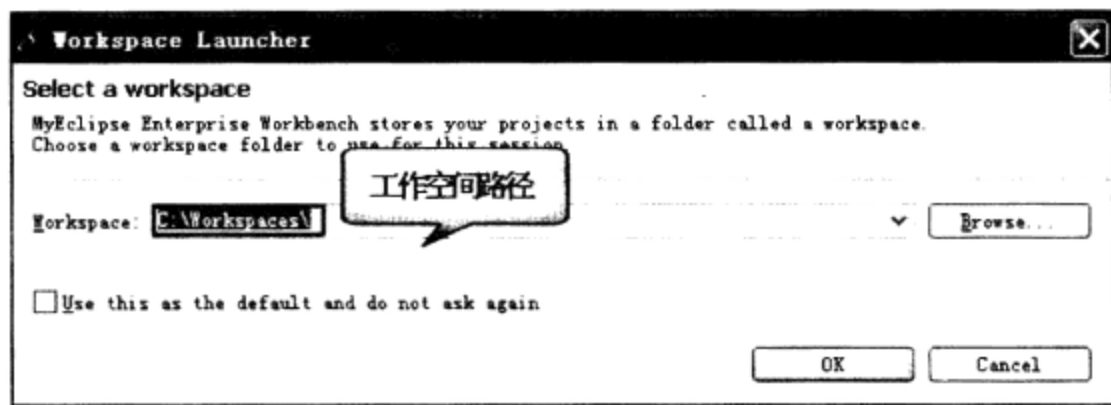 Workspace Launcher
Select a workspace
MyEclipse Enterprise Workbench stores your projects in a folder called a workspace.
Choose a workspace folder to use for this session
工作空间路径
Workspace: C:\Workspaces\ Browse...
Use this as the default and do not ask again
OK Cancel